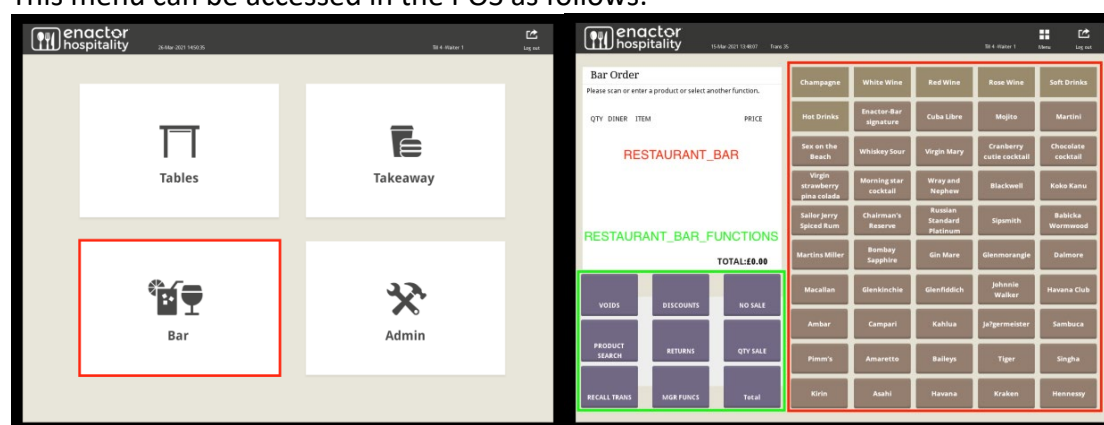 This menu can be accessed in the POS as follows:
enactor
hospitality
26-Mar-2021 14:50:35
Till 4 -Waiter 1
Log out
Tables
Takeaway
Bar
Admin
enactor
hospitality
15-Mar-2021 13:48:07 Trans 35
Till 4 -Waiter 1
Menu
Log out
Bar Order
Please scan or enter a product or select another function.
QTY DINER ITEM PRICE
RESTAURANT_BAR
RESTAURANT_BAR_FUNCTIONS
TOTAL:£0.00
VOIDS
DISCOUNTS
NO SALE
PRODUCT
SEARCH
RETURNS
QTY SALE
RECALL TRANS
MGR FUNCS
Total
Champagne
White Wine
Red Wine
Rose Wine
Soft Drinks
Hot Drinks
Enactor-Bar
signature
Cuba Libre
Mojito
Martini
Sex on the
Beach
Whiskey Sour
Virgin Mary
Cranberry
cutie cocktail
Chocolate
cocktail
Virgin
strawberry
pina colada
Morning star
cocktail
Wray and
Nephew
Blackwell
Koko Kanu
Sailor Jerry
Spiced Rum
Chairman's
Reserve
Russian
Standard
Platinum
Sipsmith
Babicka
Wormwood
Martins Miller
Bombay
Sapphire
Gin Mare
Glenmorangie
Dalmore
Macallan
Glenkinchie
Glenfiddich
Johnnie
Walker
Havana Club
Ambar
Campari
Kahlua
Ja?germeister
Sambuca
Pimm's
Amaretto
Baileys
Tiger
Singha
Kirin
Asahi
Havana
Kraken
Hennessy